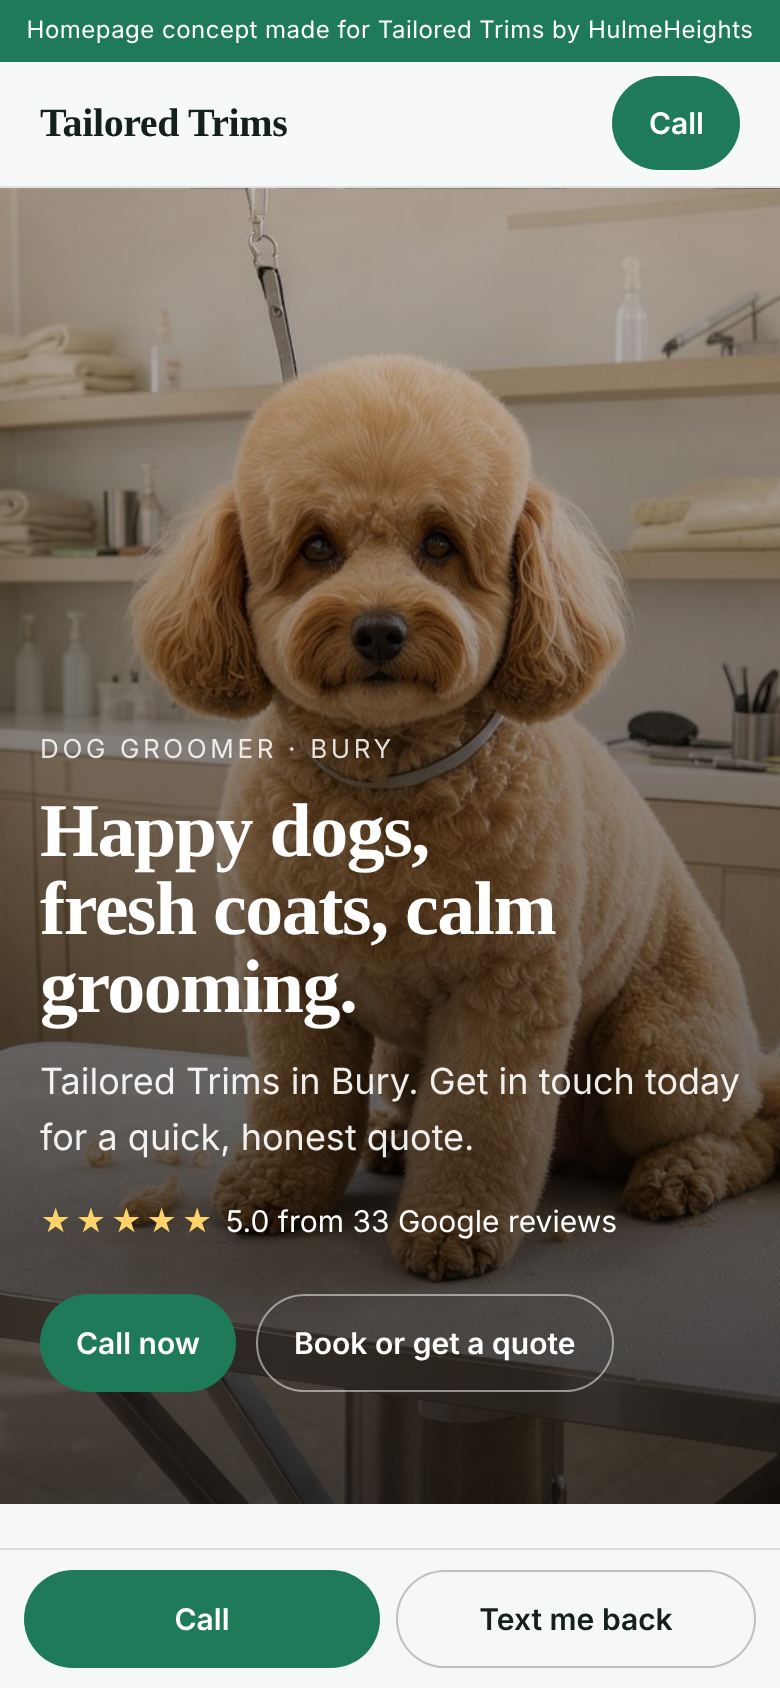 Homepage concept made for Tailored Trims by HulmeHeights
Tailored Trims
Call
DOG GROOMER · BURY
Happy dogs,
fresh coats, calm
grooming.
Tailored Trims in Bury. Get in touch today
for a quick, honest quote.
★★★★★ 5.0 from 33 Google reviews
Call now
Book or get a quote
Call
Text me back